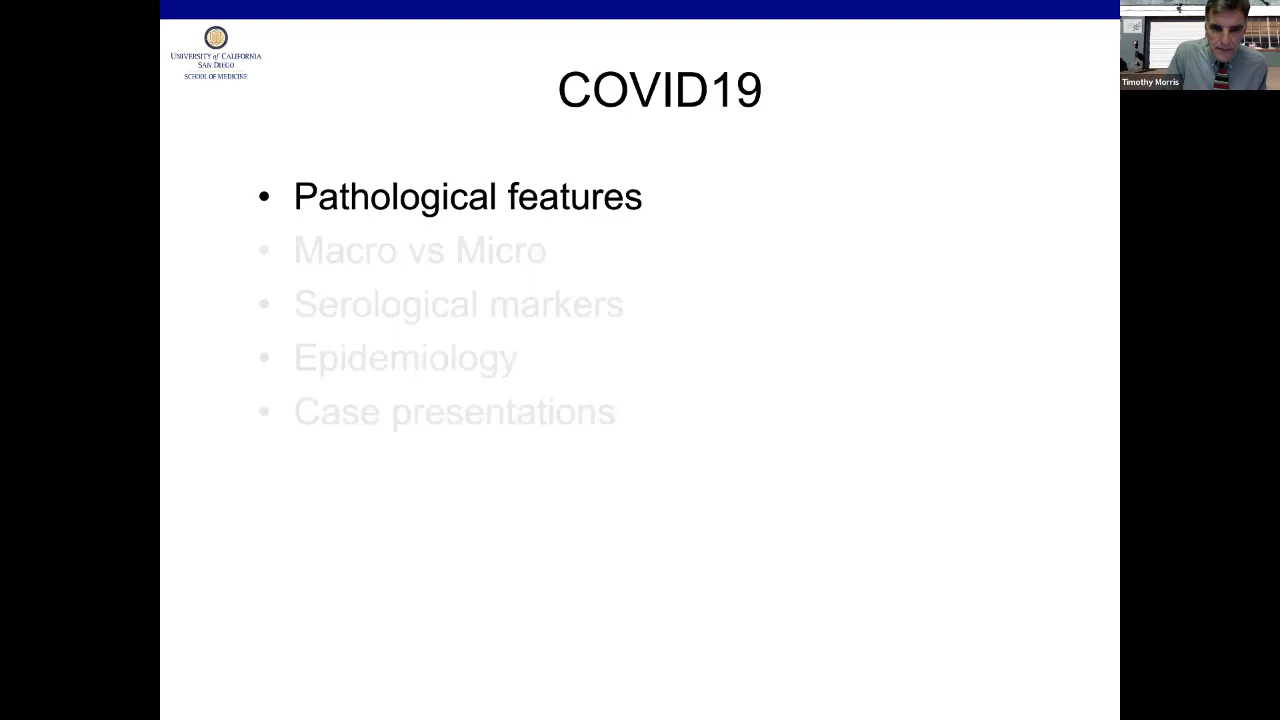 UNIVERSITY of CALIFORNIA
SAN DIEGO
SCHOOL OF MEDICINE
COVID19
• Pathological features
• Macro vs Micro
• Serological markers
• Epidemiology
• Case presentations
Timothy Morris